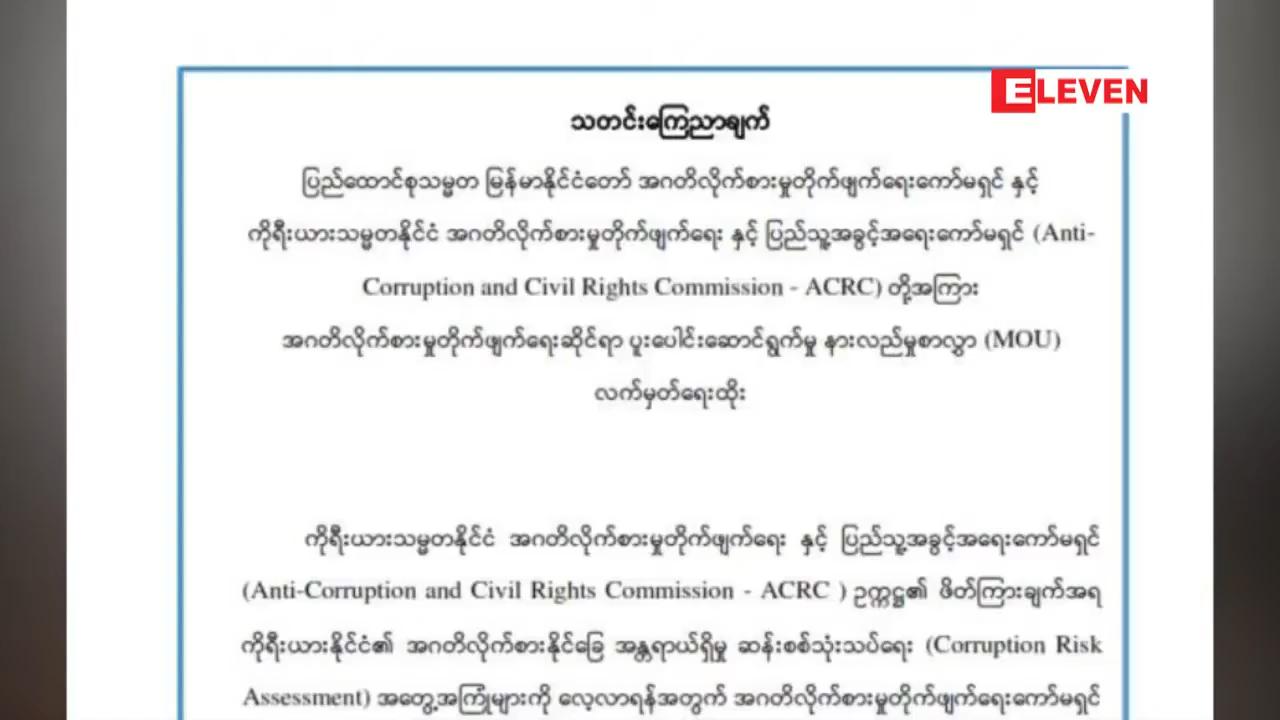 ELEVEN
သတင်းကြေညာချက်
ပြည်ထောင်စုသမ္မတ မြန်မာနိုင်ငံတော် အဂတိလိုက်စားမှုတိုက်ဖျက်ရေးကော်မရှင် နှင့်
ကိုရီးယားသမ္မတနိုင်ငံ အဂတိလိုက်စားမှုတိုက်ဖျက်ရေး နှင့် ပြည်သူ့အခွင့်အရေးကော်မရှင် (Anti-
Corruption and Civil Rights Commission - ACRC) တို့အကြား
အဂတိလိုက်စားမှုတိုက်ဖျက်ရေးဆိုင်ရာ ပူးပေါင်းဆောင်ရွက်မှု နားလည်မှုစာလွှာ (MOU)
လက်မှတ်ရေးထိုး
ကိုရီးယားသမ္မတနိုင်ငံ အဂတိလိုက်စားမှုတိုက်ဖျက်ရေး နှင့် ပြည်သူ့အခွင့်အရေးကော်မရှင်
(Anti-Corruption and Civil Rights Commission - ACRC ) ဥက္ကဋ္ဌ၏ ဖိတ်ကြားချက်အရ
ကိုရီးယားနိုင်ငံ၏ အဂတိလိုက်စားနိုင်ခြေ အန္တရာယ်ရှိမှု ဆန်းစစ်သုံးသပ်ရေး (Corruption Risk
Assessment) အတွေ့အကြုံများကို လေ့လာရန်အတွက် အဂတိလိုက်စားမှုတိုက်ဖျက်ရေးကော်မရှင်